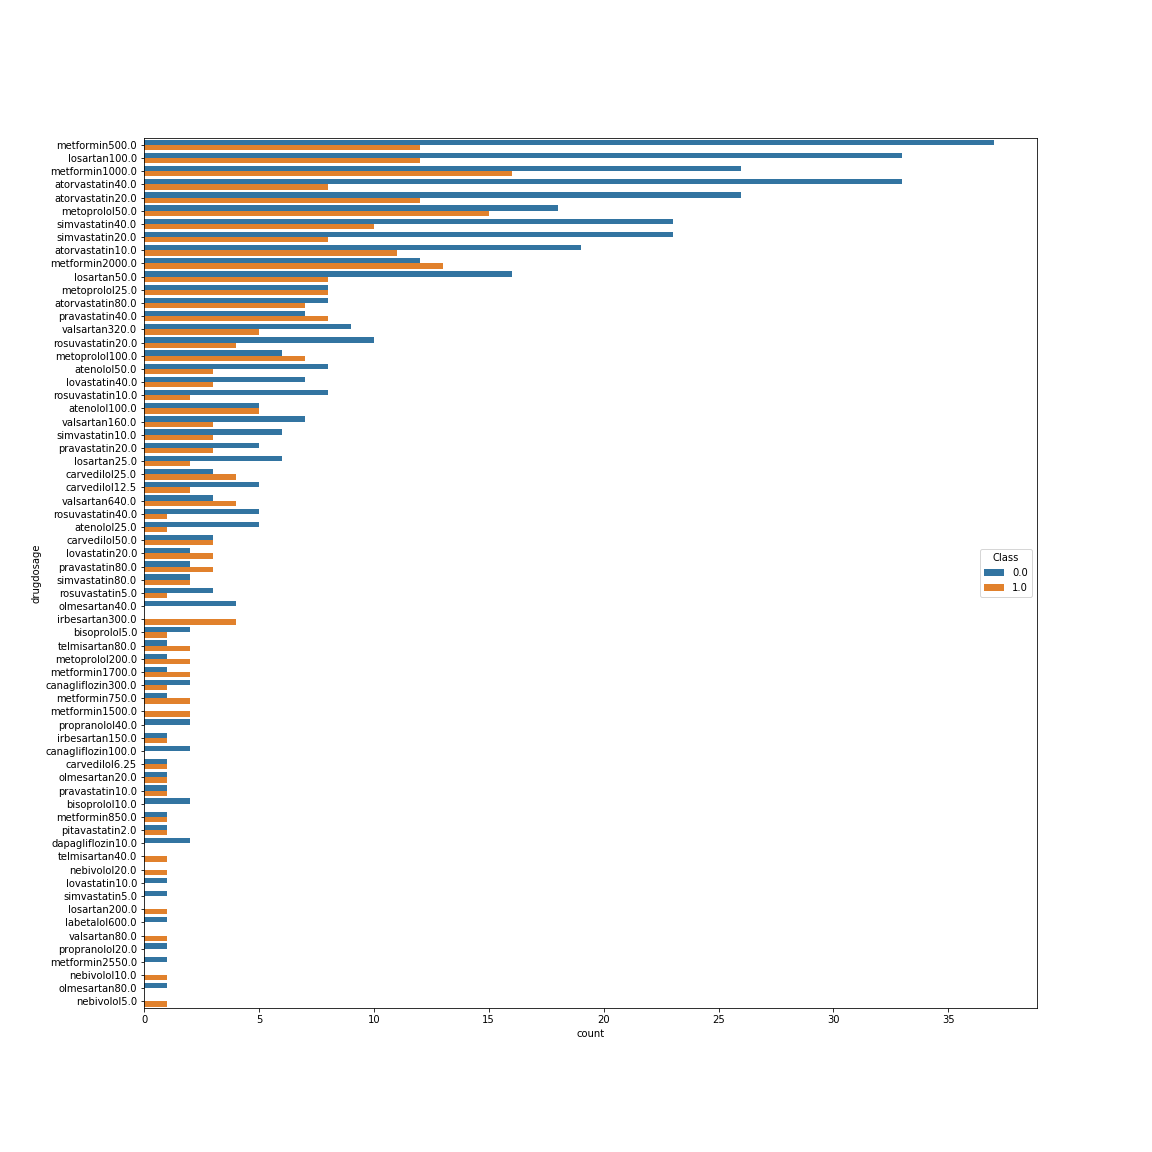 metformin500.0
losartan100.0
metformin1000.0
atorvastatin40.0
atorvastatin20.0
metoprolol50.0
simvastatin40.0
simvastatin20.0
atorvastatin10.0
metformin2000.0
losartan50.0
metoprolol25.0
atorvastatin80.0
pravastatin40.0
valsartan320.0
rosuvastatin20.0
metoprolol100.0
atenolol50.0
lovastatin40.0
rosuvastatin10.0
atenolol100.0
valsartan160.0
simvastatin10.0
pravastatin20.0
losartan25.0
carvedilol25.0
carvedilol12.5
valsartan640.0
rosuvastatin40.0
atenolol25.0
carvedilol50.0
lovastatin20.0
pravastatin80.0
simvastatin80.0
rosuvastatin5.0
olmesartan40.0
irbesartan300.0
bisoprolol5.0
telmisartan80.0
metoprolol200.0
metformin1700.0
canagliflozin300.0
metformin750.0
metformin1500.0
propranolol40.0
irbesartan150.0
canagliflozin100.0
carvedilol6.25
olmesartan20.0
pravastatin10.0
bisoprolol10.0
metformin850.0
pitavastatin2.0
dapagliflozin10.0
telmisartan40.0
nebivolol20.0
lovastatin10.0
simvastatin5.0
losartan200.0
labetalol600.0
valsartan80.0
propranolol20.0
metformin2550.0
nebivolol10.0
olmesartan80.0
nebivolol5.0
drugdosage
0 5 10 15 20 25 30 35
count
Class
0.0
1.0